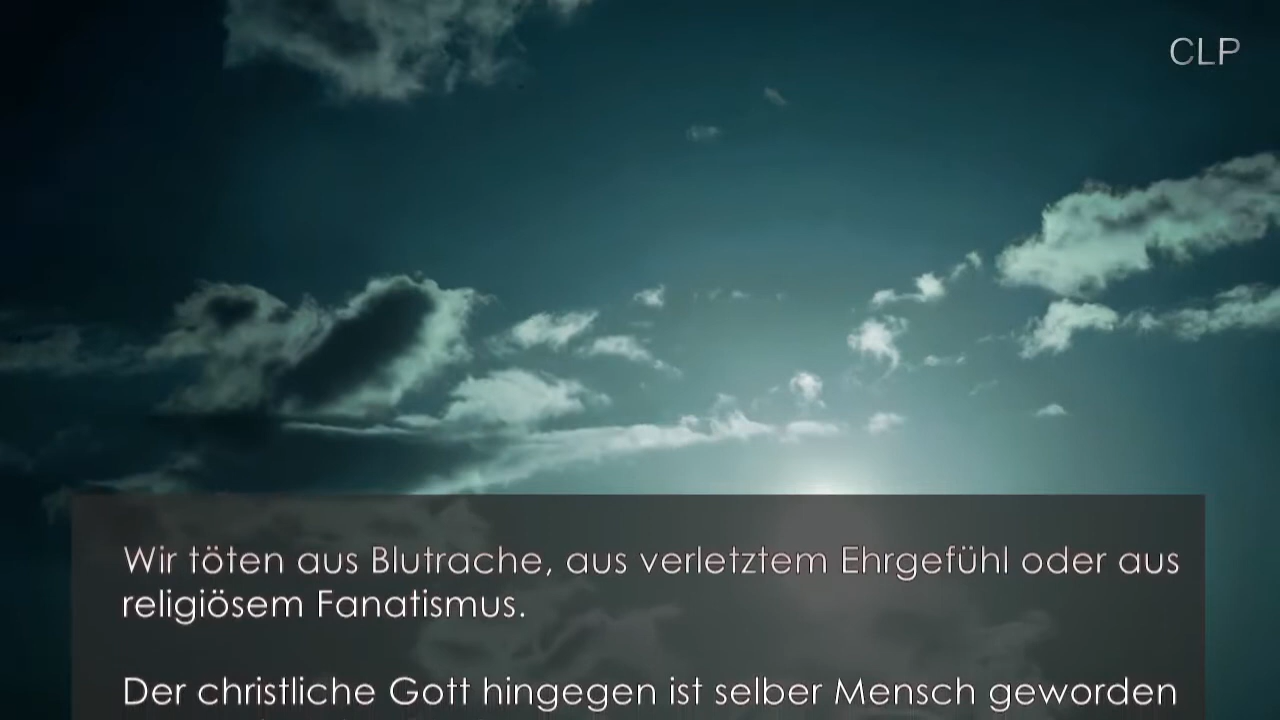 CLP
Wir töten aus Blutrache, aus verletztem Ehrgefühl oder aus
religiösem Fanatismus.
Der christliche Gott hingegen ist selber Mensch geworden